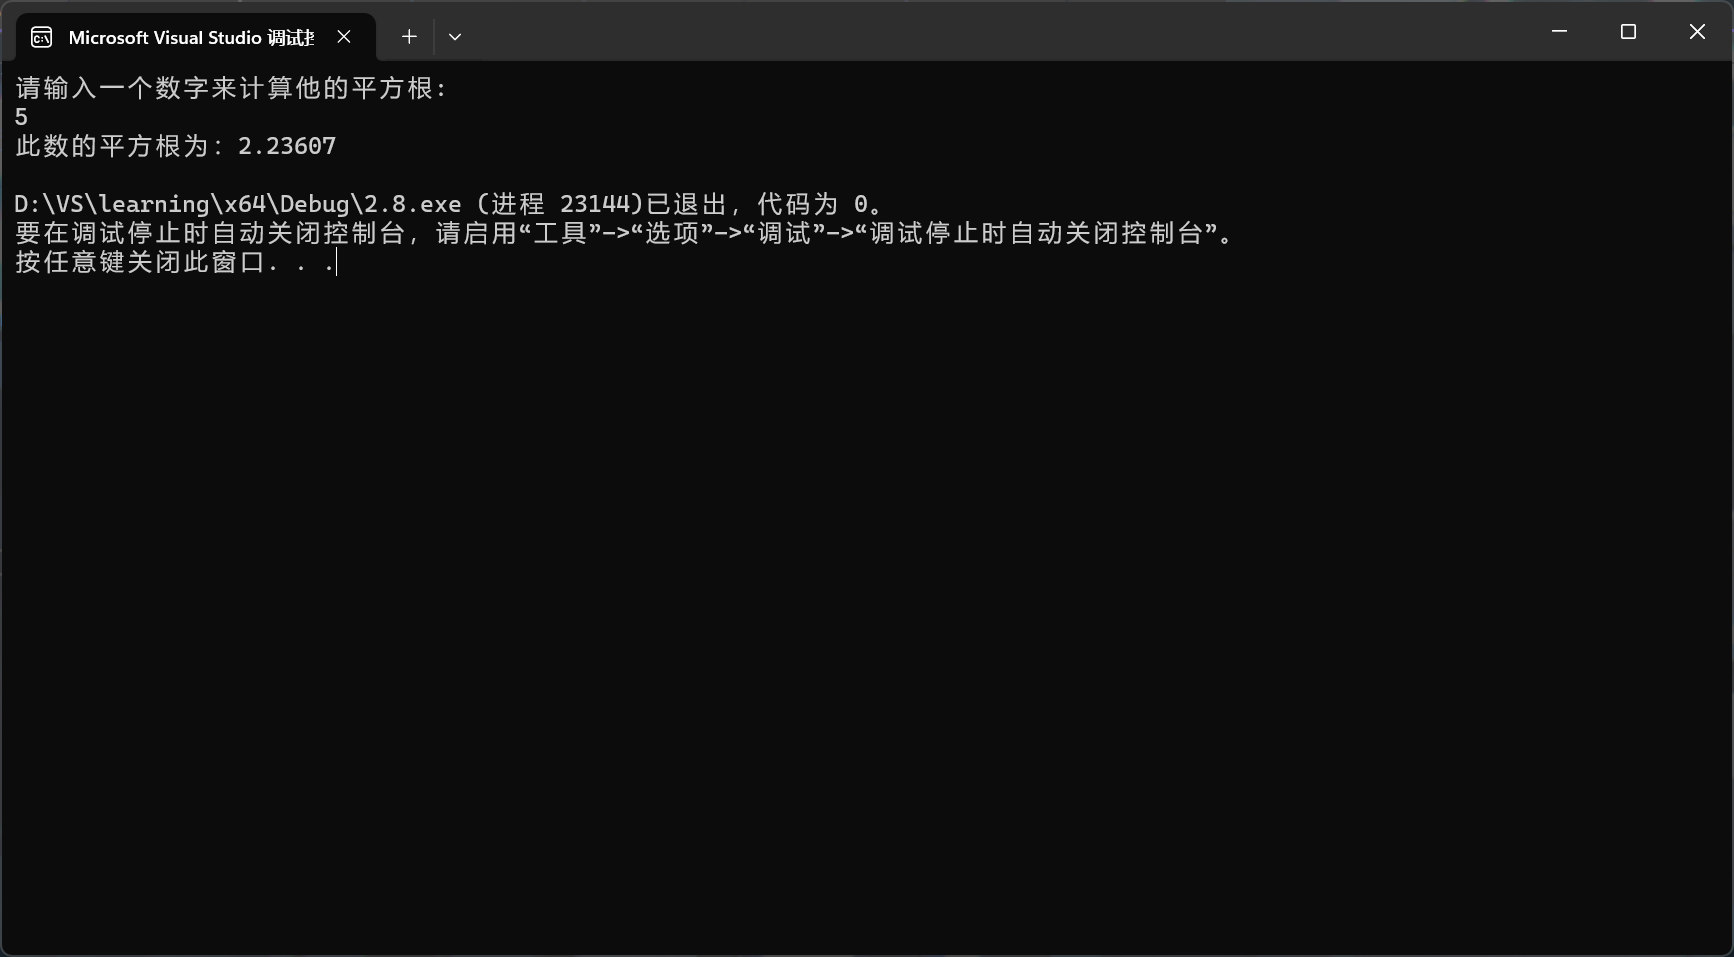 Microsoft Visual Studio 调试
请输入一个数字来计算他的平方根：
5
此数的平方根为：2.23607
D:\VS\learning\x64\Debug\2.8.exe (进程 23144)已退出，代码为 0。
要在调试停止时自动关闭控制台，请启用“工具”->“选项”->“调试”->“调试停止时自动关闭控制台”。
按任意键关闭此窗口. . .